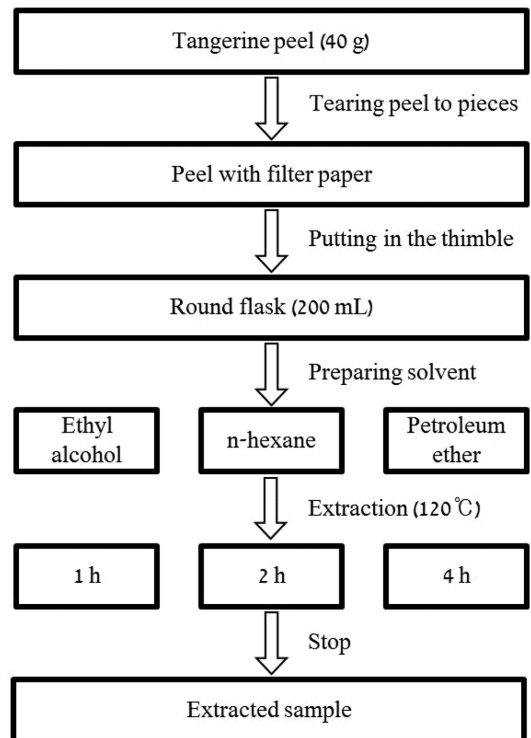 Tangerine peel (40 g)
Tearing peel to pieces
Peel with filter paper
Putting in the thimble
Round flask (200 mL)
Preparing solvent
Ethyl
alcohol
n-hexane
Petroleum
ether
Extraction (120℃)
1 h
2 h
4 h
Stop
Extracted sample